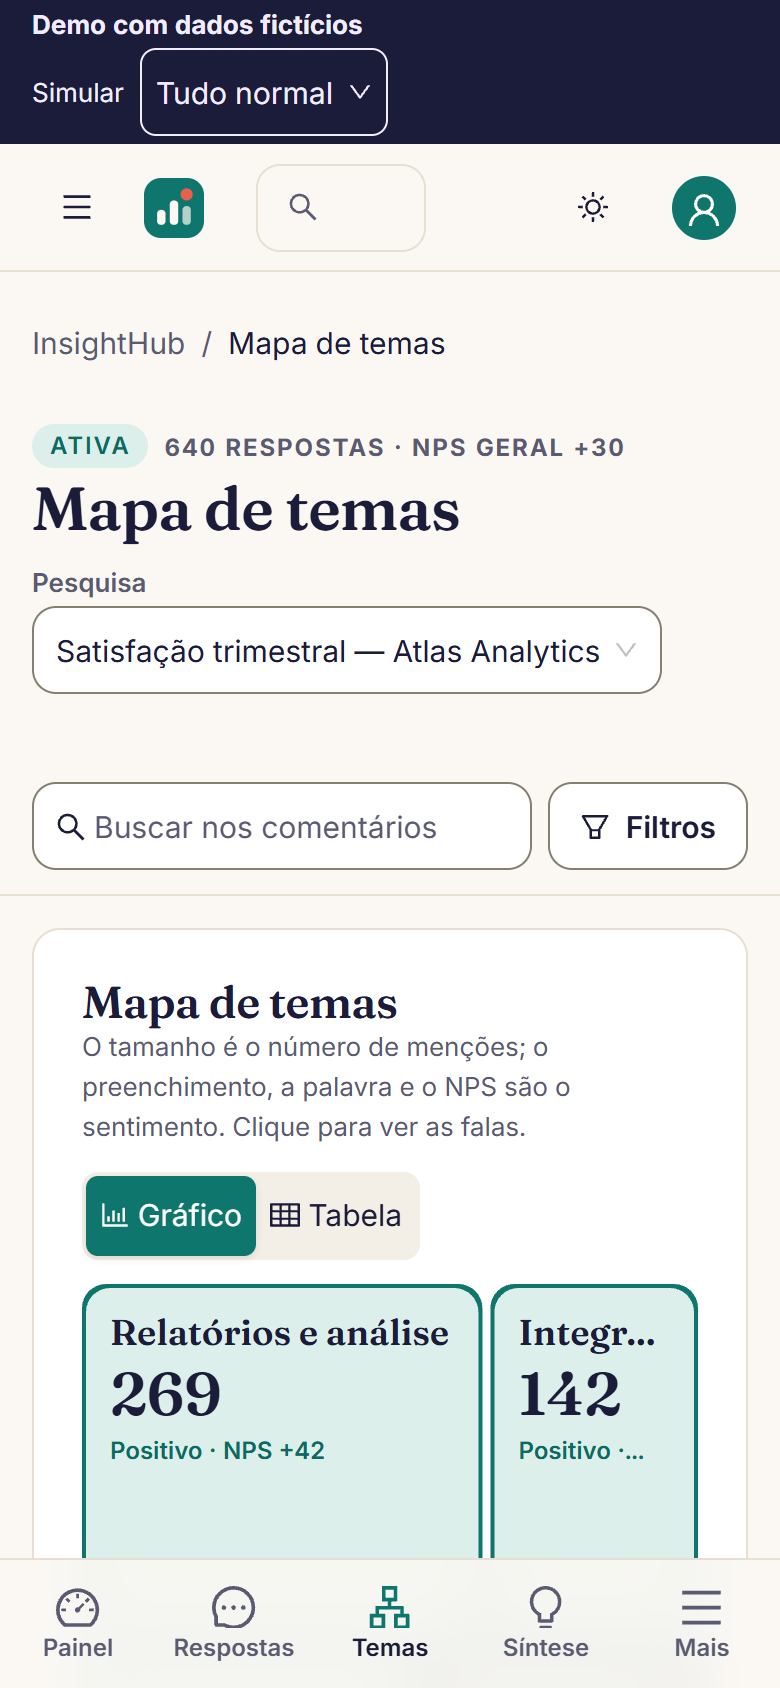 Demo com dados fictícios
Simular Tudo normal
InsightHub / Mapa de temas
ATIVA 640 RESPOSTAS · NPS GERAL +30
Mapa de temas
Pesquisa
Satisfação trimestral — Atlas Analytics
Buscar nos comentários Filtros
Mapa de temas
O tamanho é o número de menções; o
preenchimento, a palavra e o NPS são o
sentimento. Clique para ver as falas.
Gráfico Tabela
Relatórios e análise Integr...
269 142
Positivo · NPS +42 Positivo ·...
Painel Respostas Temas Síntese Mais